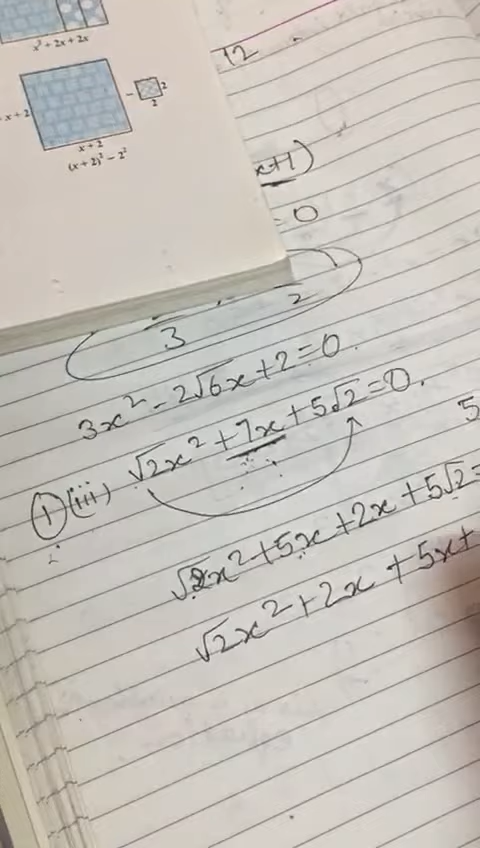 x² + 2x + 2x
x + 2
2
2
x + 2
(x + 2)² − 2²
12
x+1)
= 0
3
2
3x² - 2√6x + 2 = 0
① (iii) √2x² + 7x + 5√2 = 0.
5
√2x² + 5x + 2x + 5√2 =
√2x² + 2x + 5x +